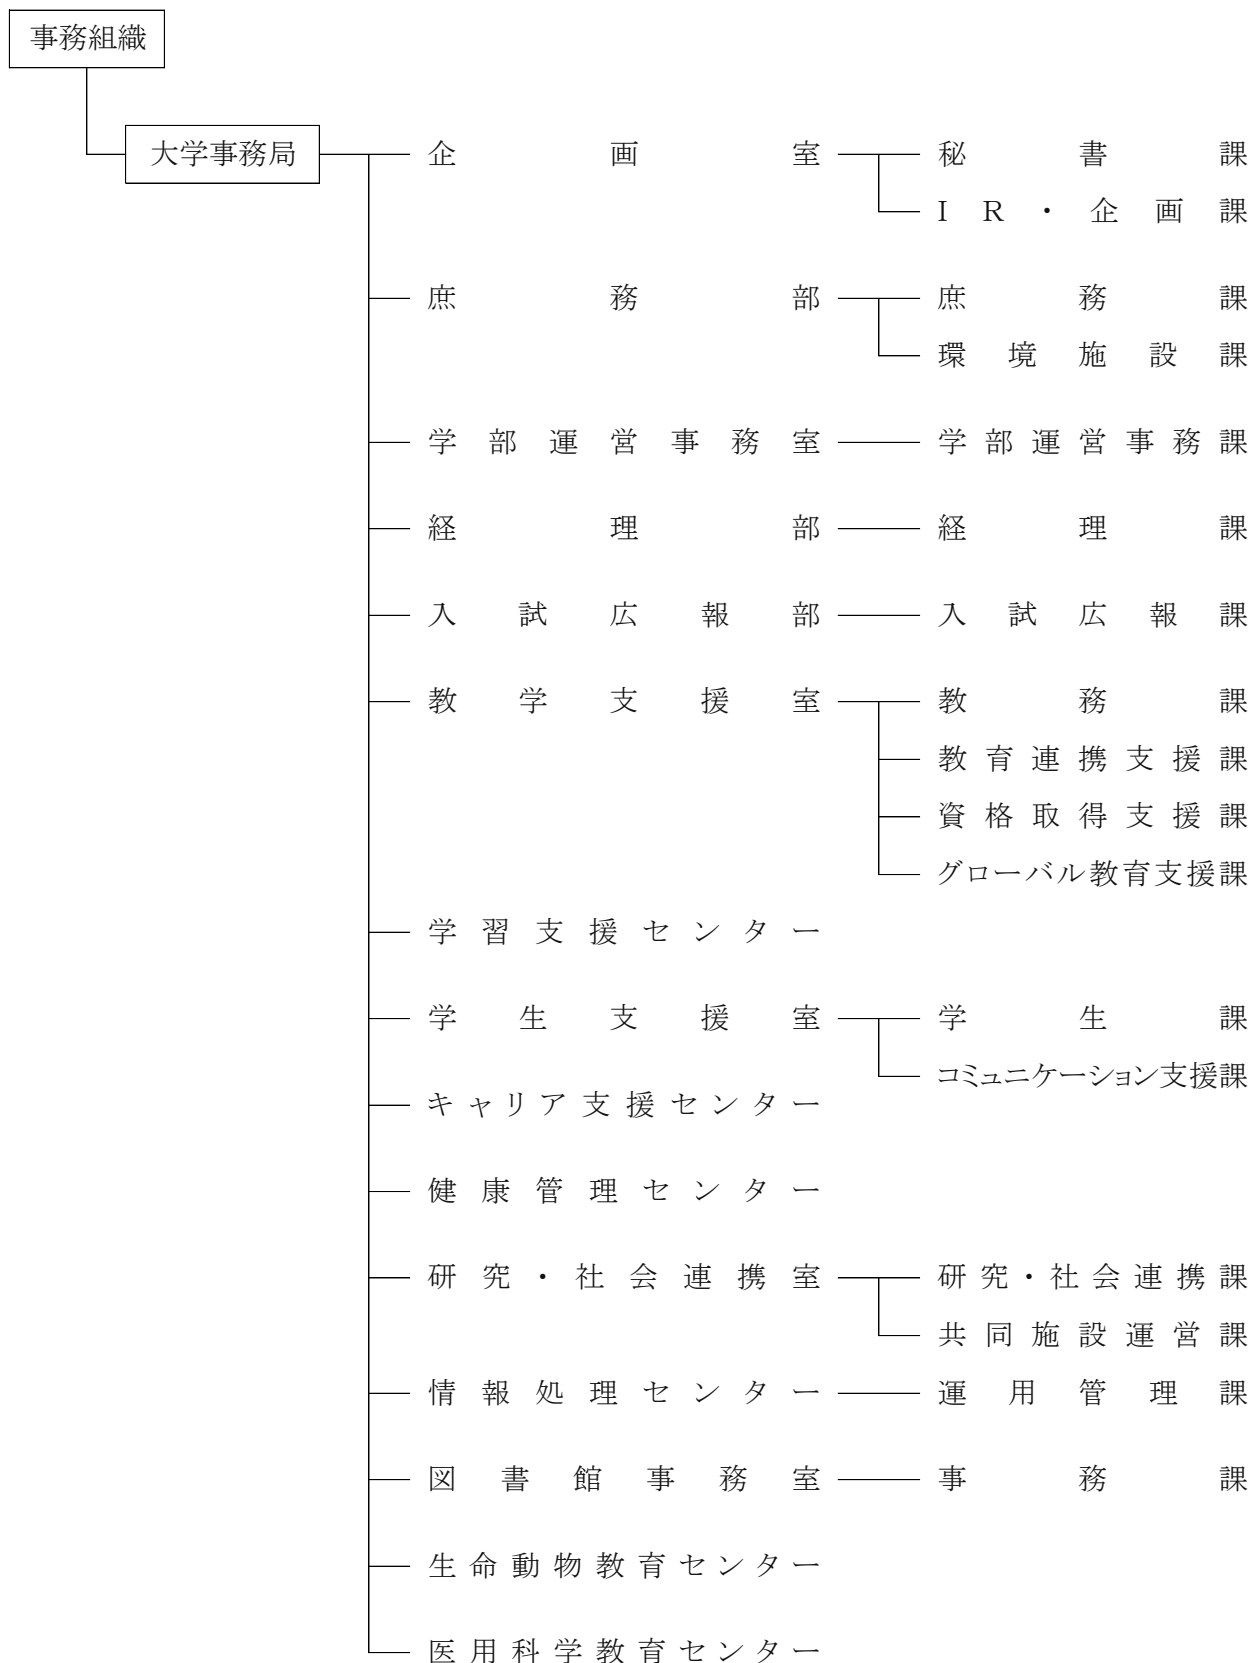 事務組織
大学事務局 企画室 秘書課
IR・企画課
庶務部 庶務課
環境施設課
学部運営事務室 学部運営事務課
経理部 経理課
入試広報部 入試広報課
教学支援室 教務課
教育連携支援課
資格取得支援課
グローバル教育支援課
学習支援センター
学生支援室 学生課
コミュニケーション支援課
キャリア支援センター
健康管理センター
研究・社会連携室 研究・社会連携課
共同施設運営課
情報処理センター 運用管理課
図書館事務室 事務課
生命動物教育センター
医用科学教育センター